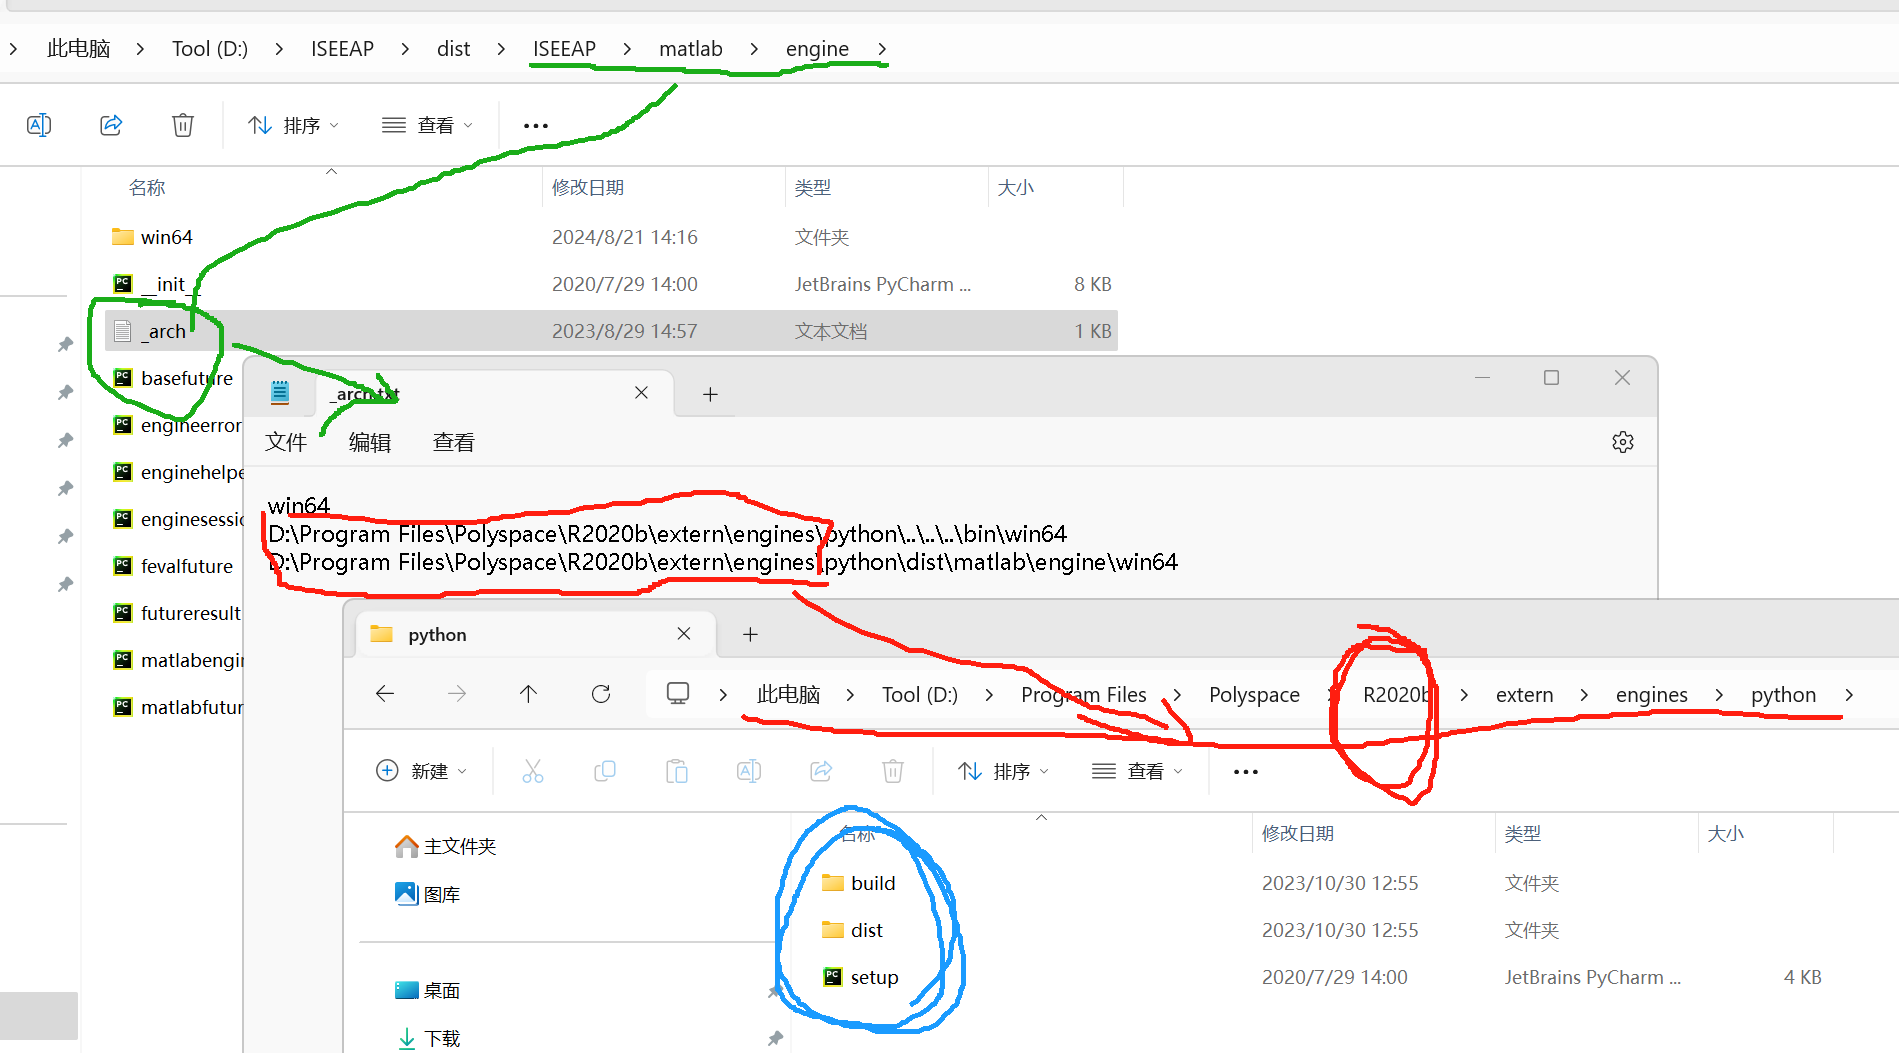 此电脑 > Tool (D:) > ISEEAP > dist > ISEEAP > matlab > engine >
排序 查看 ...
名称 修改日期 类型 大小
win64 2024/8/21 14:16 文件夹
__init__ 2020/7/29 14:00 JetBrains PyCharm ... 8 KB
_arch 2023/8/29 14:57 文本文档 1 KB
basefuture
engineerror
enginehelpe
enginesessio
fevalfuture
futureresult
matlabengin
matlabfutur
_arch.txt
文件 编辑 查看
win64
D:\Program Files\Polyspace\R2020b\extern\engines\python\..\..\..\bin\win64
D:\Program Files\Polyspace\R2020b\extern\engines\python\dist\matlab\engine\win64
python
此电脑 > Tool (D:) > Program Files > Polyspace > R2020b > extern > engines > python >
新建 排序 查看 ...
主文件夹
图库
桌面
下载
名称 修改日期 类型 大小
build 2023/10/30 12:55 文件夹
dist 2023/10/30 12:55 文件夹
setup 2020/7/29 14:00 JetBrains PyCharm ... 4 KB